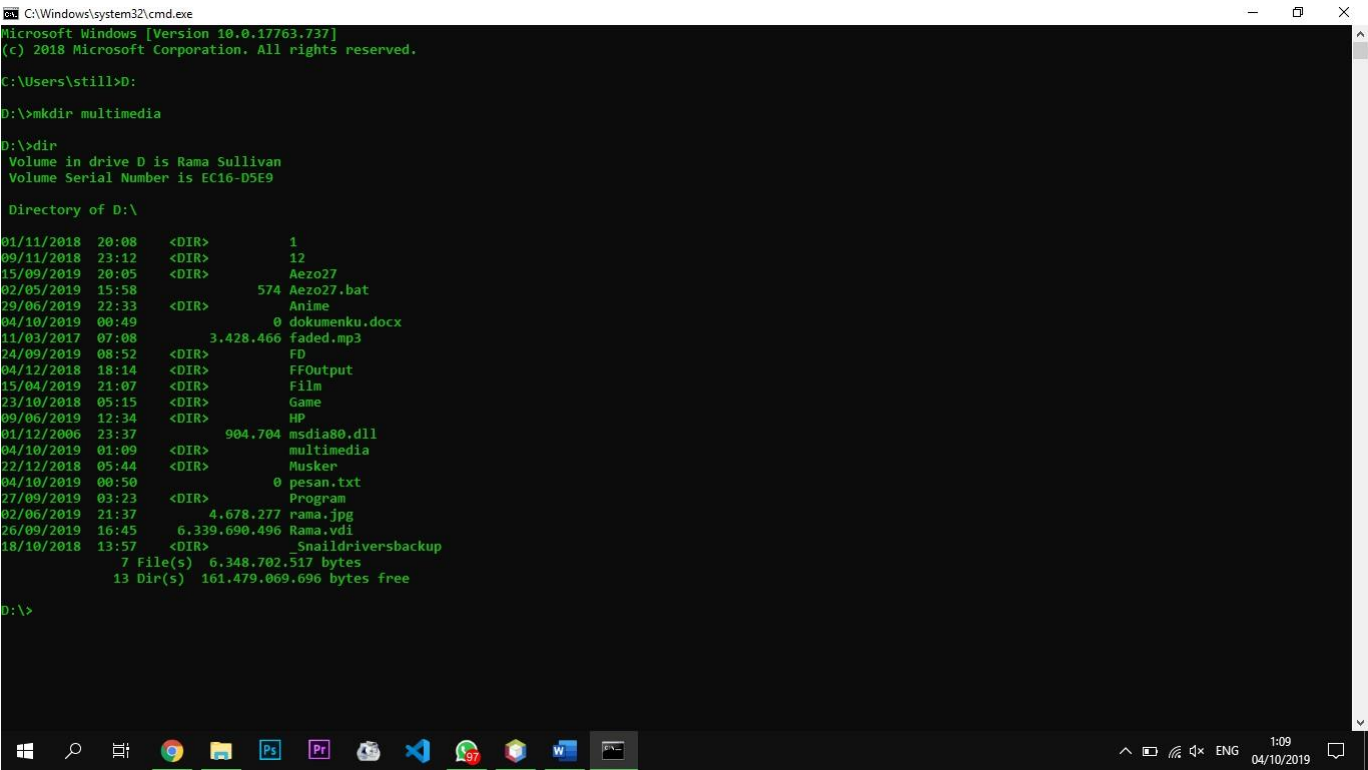 C:\Windows\system32\cmd.exe
Microsoft Windows [Version 10.0.17763.737]
(c) 2018 Microsoft Corporation. All rights reserved.
C:\Users\still>D:
D:\>mkdir multimedia
D:\>dir
Volume in drive D is Rama Sullivan
Volume Serial Number is EC16-D5E9
Directory of D:\
01/11/2018  20:08    <DIR>          1
09/11/2018  23:12    <DIR>          12
15/09/2019  20:05    <DIR>          Aezo27
02/05/2019  15:58               574 Aezo27.bat
29/06/2019  22:33    <DIR>          Anime
04/10/2019  00:49                 0 dokumenku.docx
11/03/2017  07:08         3.428.466 faded.mp3
24/09/2019  08:52    <DIR>          FD
04/12/2018  18:14    <DIR>          FFOutput
15/04/2019  21:07    <DIR>          Film
23/10/2018  05:15    <DIR>          Game
09/06/2019  12:34    <DIR>          HP
01/12/2006  23:37           904.704 msdia80.dll
04/10/2019  01:09    <DIR>          multimedia
22/12/2018  05:44    <DIR>          Musker
04/10/2019  00:50                 0 pesan.txt
27/09/2019  03:23    <DIR>          Program
02/06/2019  21:37         4.678.277 rama.jpg
26/09/2019  16:45     6.339.690.496 Rama.vdi
18/10/2018  13:57    <DIR>          _Snaildriversbackup
7 File(s)  6.348.702.517 bytes
13 Dir(s)  161.479.069.696 bytes free
D:\>
Ps
Pr
97
W
ENG
1:09
04/10/2019